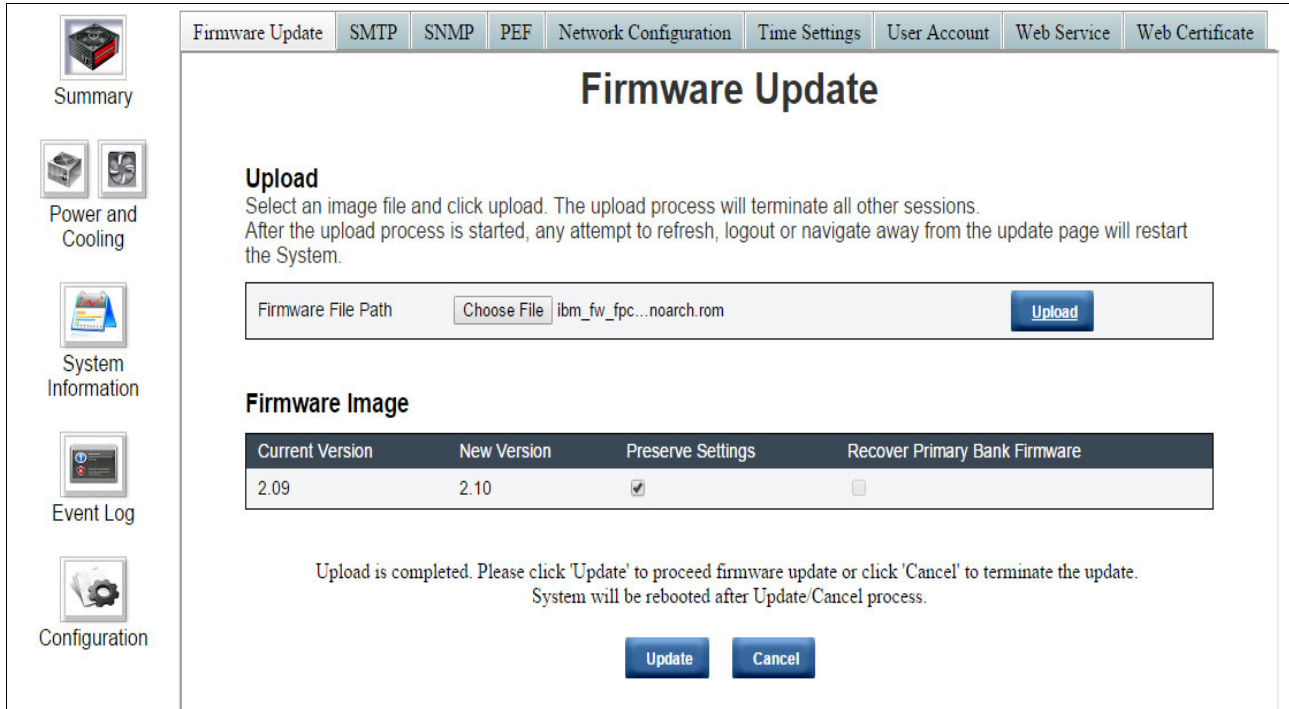 Summary
Power and
Cooling
System
Information
Event Log
Configuration
Firmware Update SMTP SNMP PEF Network Configuration Time Settings User Account Web Service Web Certificate
Firmware Update
Upload
Select an image file and click upload. The upload process will terminate all other sessions.
After the upload process is started, any attempt to refresh, logout or navigate away from the update page will restart
the System.
Firmware File Path Choose File ibm_fw_fpc...noarch.rom Upload
Firmware Image
Current Version New Version Preserve Settings Recover Primary Bank Firmware
2.09 2.10
Upload is completed. Please click 'Update' to proceed firmware update or click 'Cancel' to terminate the update.
System will be rebooted after Update/Cancel process.
Update Cancel